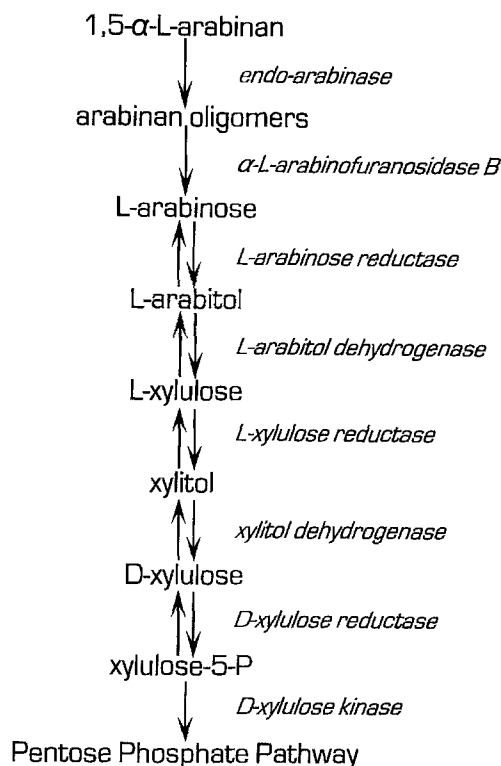 1,5-α-L-arabinan
endo-arabinase
arabinan oligomers
α-L-arabinofuranosidase B
L-arabinose
L-arabinose reductase
L-arabitol
L-arabitol dehydrogenase
L-xylulose
L-xylulose reductase
xylitol
xylitol dehydrogenase
D-xylulose
D-xylulose reductase
xylulose-5-P
D-xylulose kinase
Pentose Phosphate Pathway